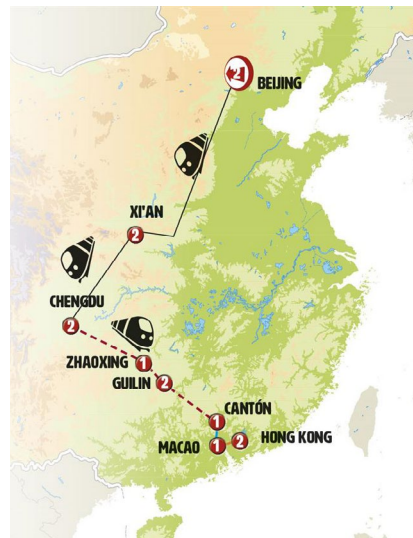 2
BEIJING
XI'AN
2
CHENGDU
2
ZHAOXING 1
GUILIN 2
CANTÓN
1
MACAO 1 2 HONG KONG